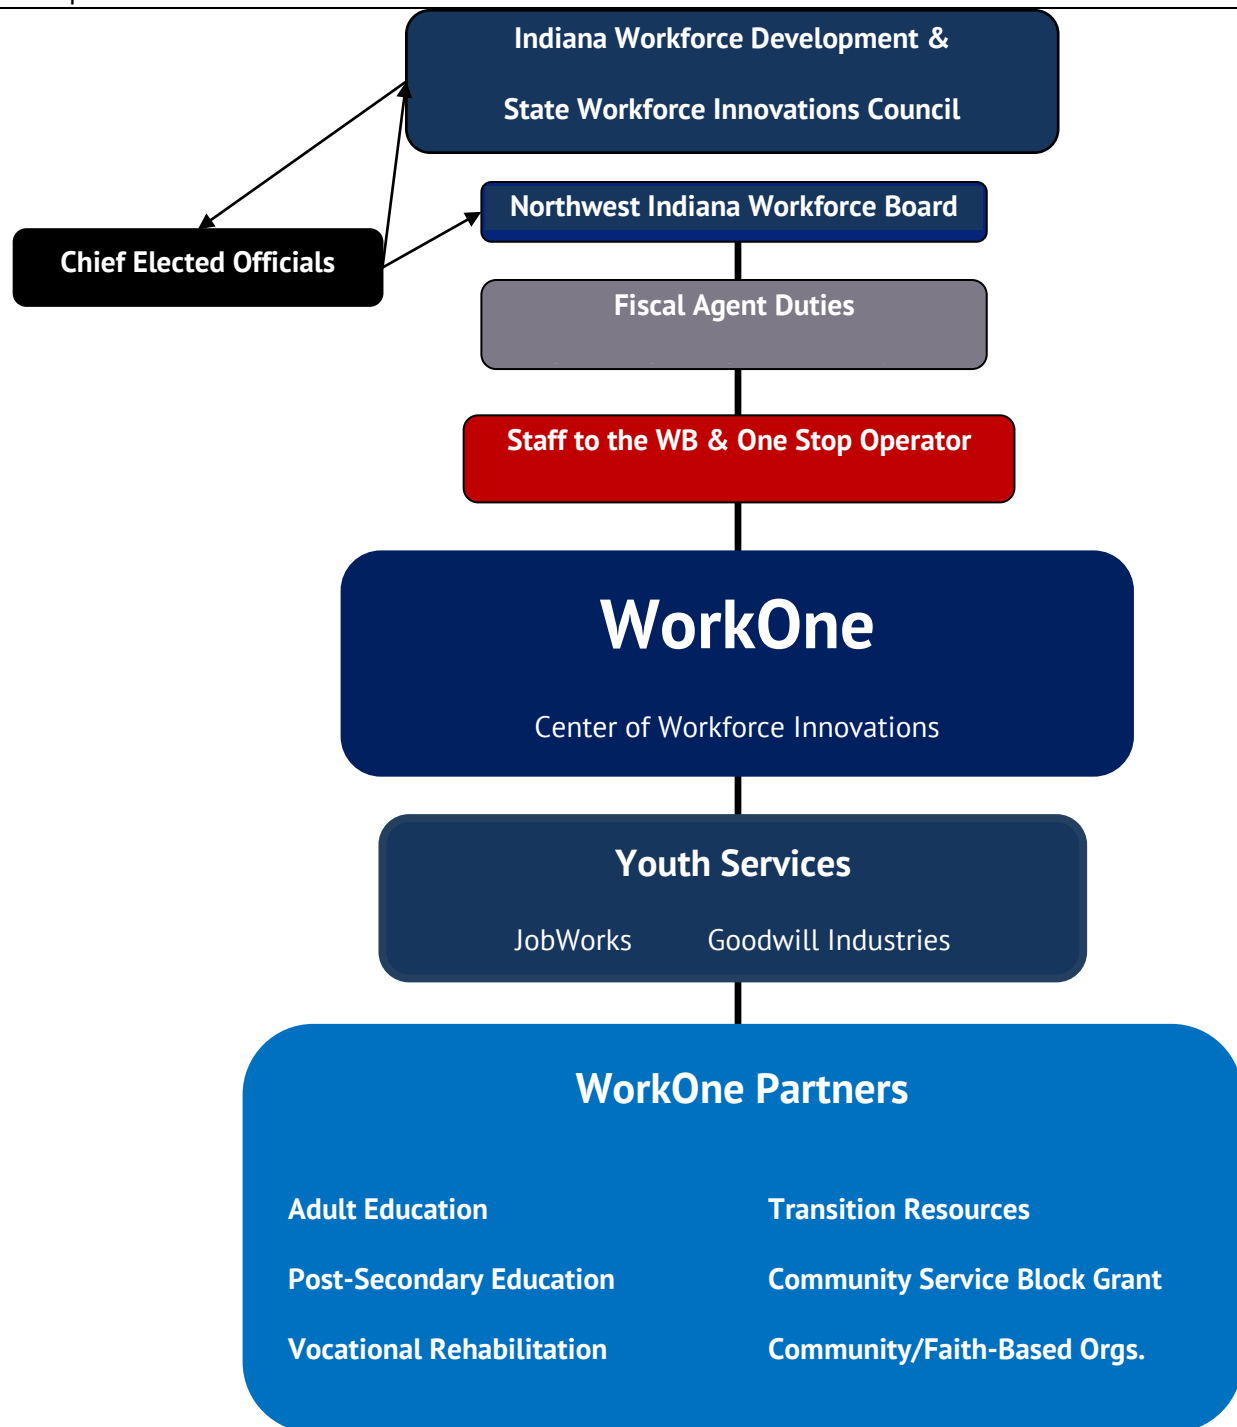 Indiana Workforce Development &
State Workforce Innovations Council
Northwest Indiana Workforce Board
Chief Elected Officials
Fiscal Agent Duties
Staff to the WB & One Stop Operator
WorkOne
Center of Workforce Innovations
Youth Services
JobWorks Goodwill Industries
WorkOne Partners
Adult Education Transition Resources
Post-Secondary Education Community Service Block Grant
Vocational Rehabilitation Community/Faith-Based Orgs.